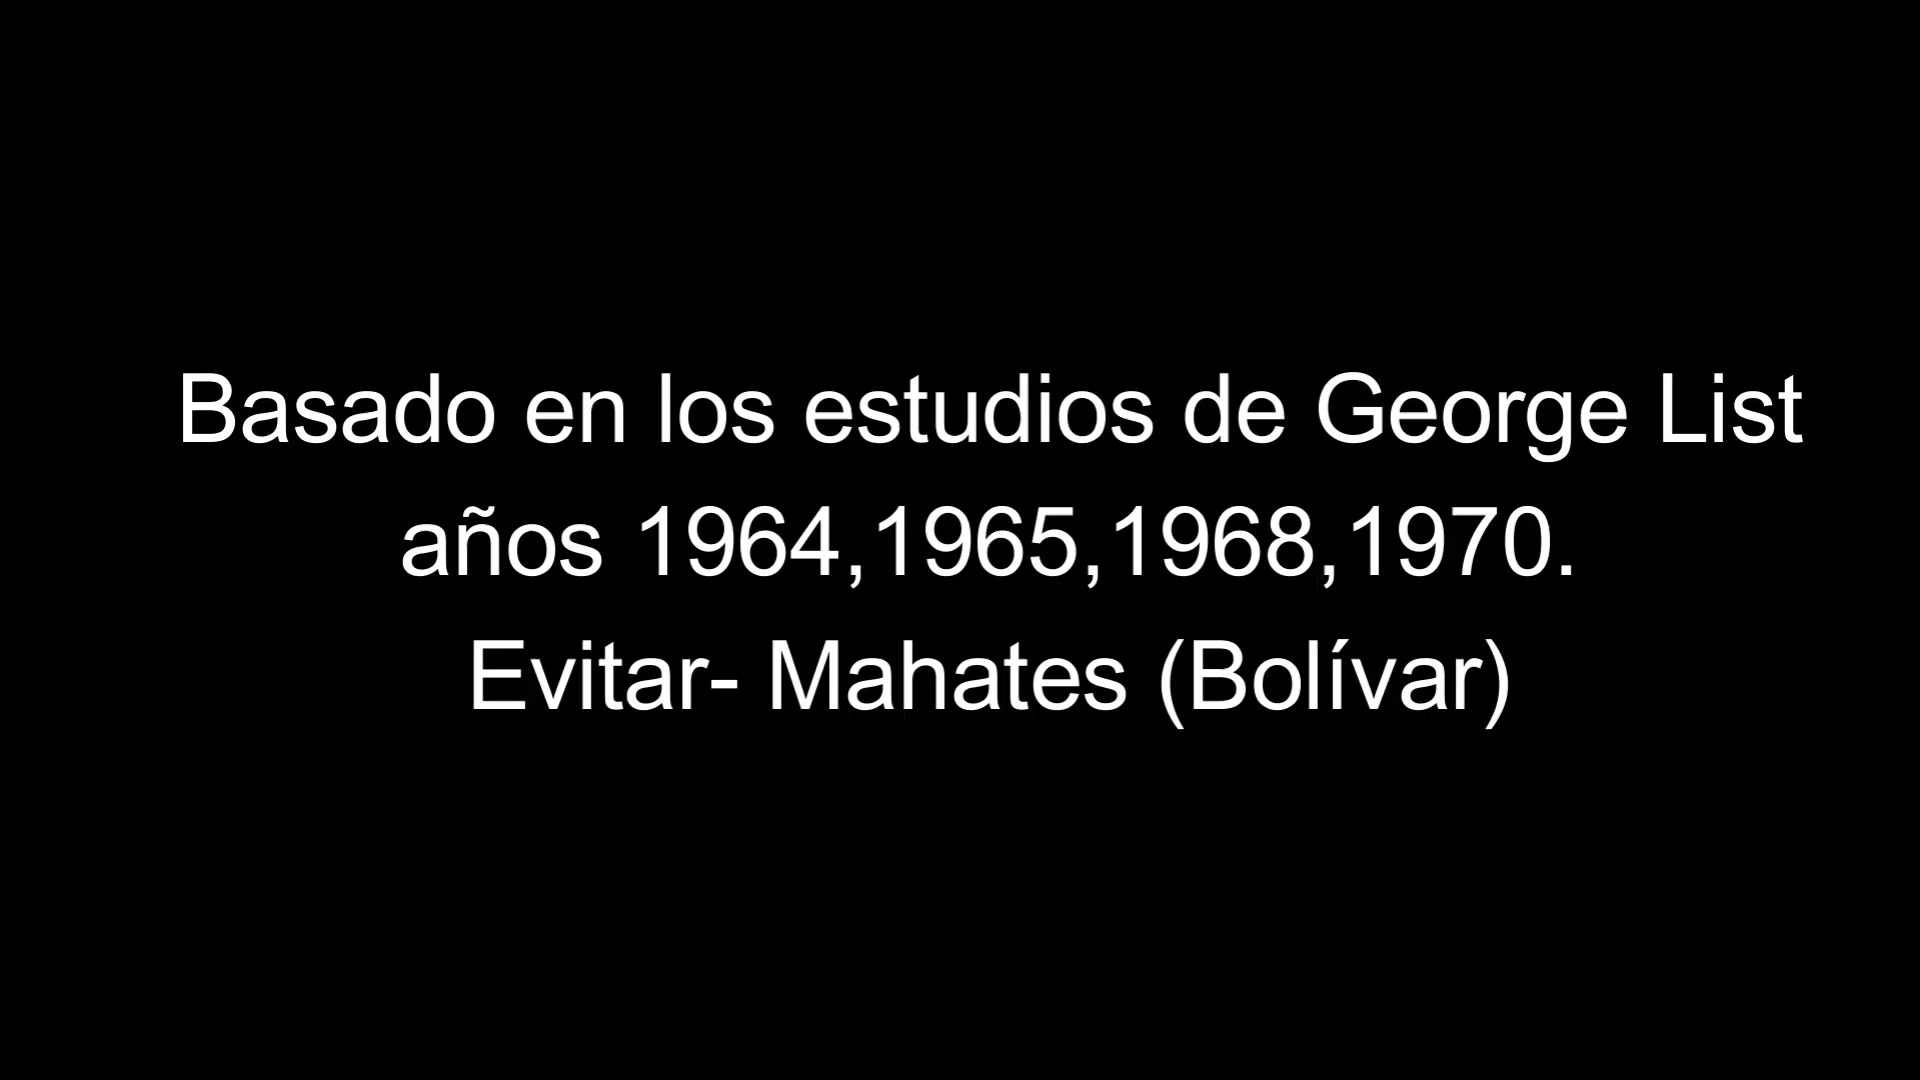 Basado en los estudios de George List
años 1964,1965,1968,1970.
Evitar- Mahates (Bolívar)